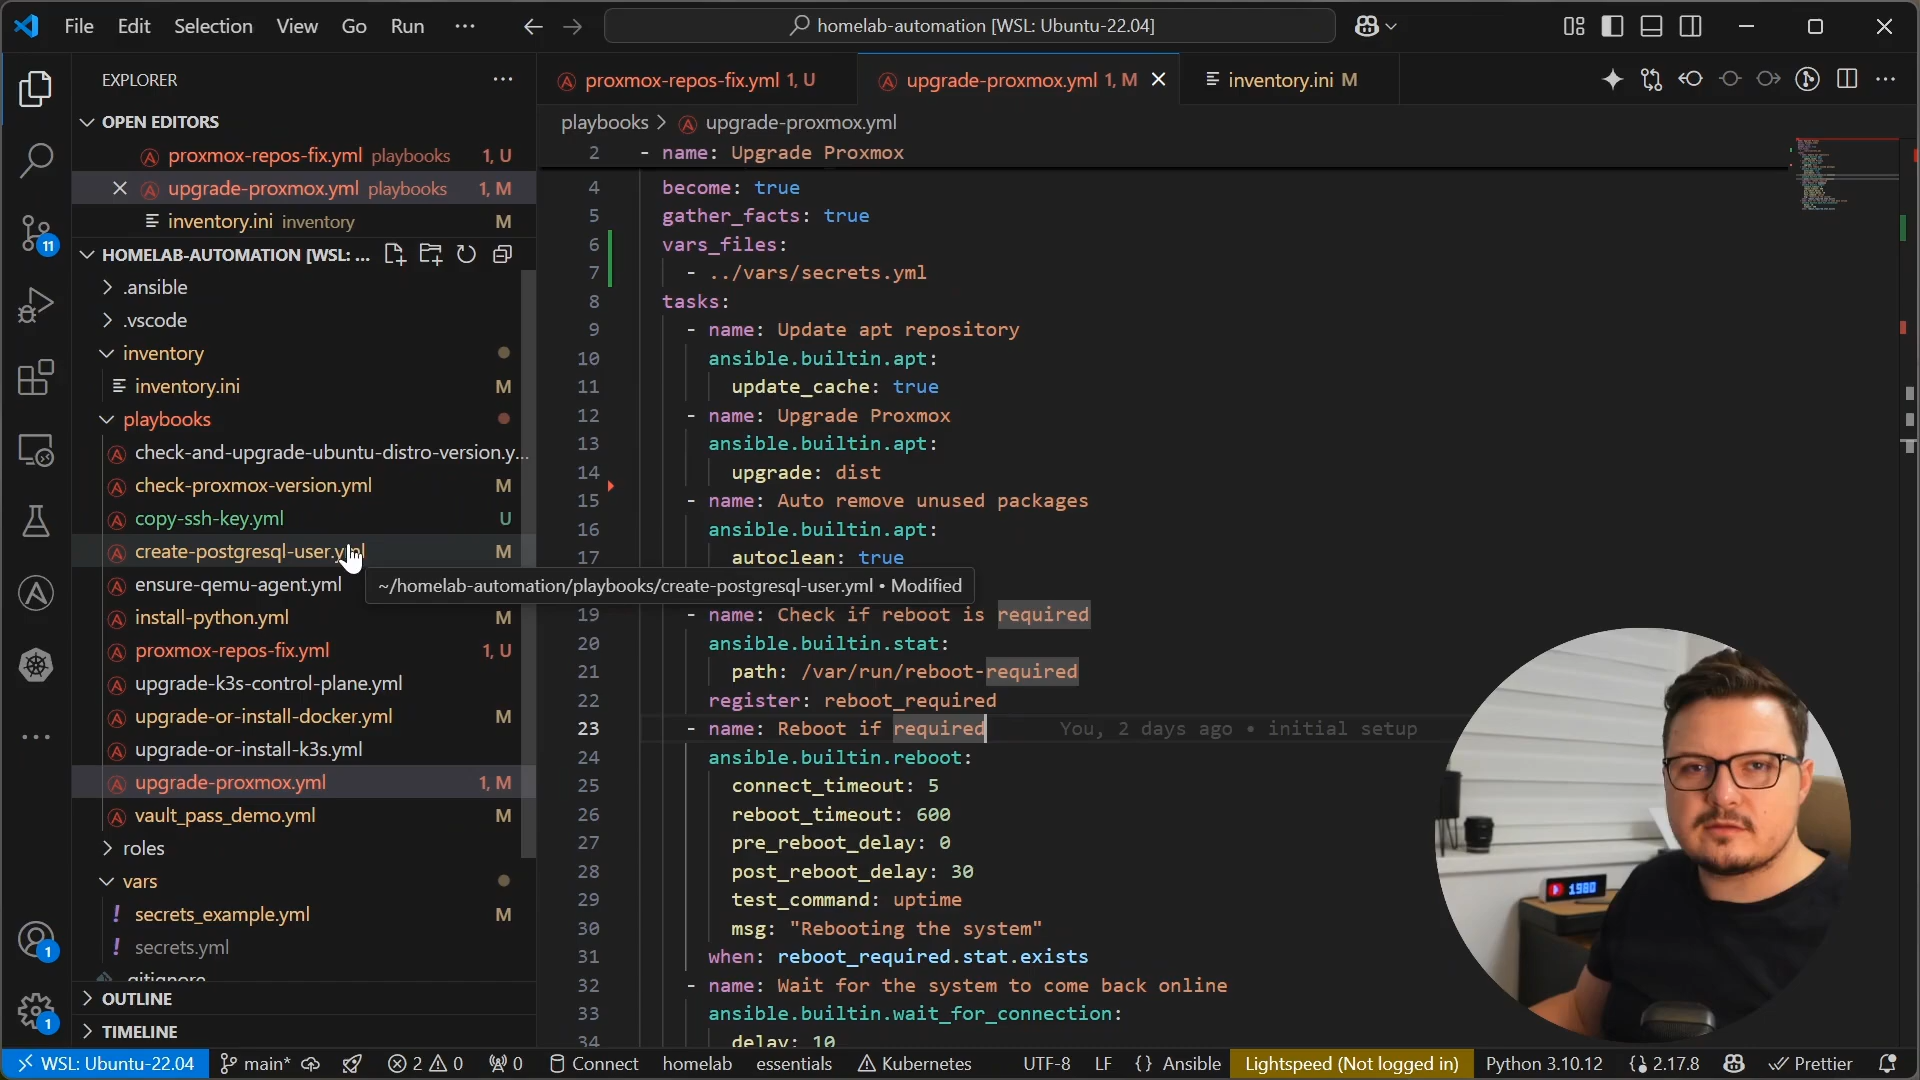 File Edit Selection View Go Run ···
homelab-automation [WSL: Ubuntu-22.04]
EXPLORER
OPEN EDITORS
proxmox-repos-fix.yml playbooks 1, U
upgrade-proxmox.yml playbooks 1, M
inventory.ini inventory M
HOMELAB-AUTOMATION [WSL: ...
.ansible
.vscode
inventory
inventory.ini M
playbooks
check-and-upgrade-ubuntu-distro-version.y...
check-proxmox-version.yml M
copy-ssh-key.yml U
create-postgresql-user.yml M
ensure-qemu-agent.yml
install-python.yml M
proxmox-repos-fix.yml 1, U
upgrade-k3s-control-plane.yml
upgrade-or-install-docker.yml M
upgrade-or-install-k3s.yml
upgrade-proxmox.yml 1, M
vault_pass_demo.yml M
roles
vars
secrets_example.yml M
secrets.yml
.gitignore
OUTLINE
TIMELINE
11
1
1
proxmox-repos-fix.yml 1, U
upgrade-proxmox.yml 1, M
inventory.ini M
playbooks > upgrade-proxmox.yml
2 - name: Upgrade Proxmox
4 become: true
5 gather_facts: true
6 vars_files:
7 - ../vars/secrets.yml
8 tasks:
9 - name: Update apt repository
10 ansible.builtin.apt:
11 update_cache: true
12 - name: Upgrade Proxmox
13 ansible.builtin.apt:
14 upgrade: dist
15 - name: Auto remove unused packages
16 ansible.builtin.apt:
17 autoclean: true
~/homelab-automation/playbooks/create-postgresql-user.yml • Modified
19 - name: Check if reboot is required
20 ansible.builtin.stat:
21 path: /var/run/reboot-required
22 register: reboot_required
23 - name: Reboot if required You, 2 days ago • initial setup
24 ansible.builtin.reboot:
25 connect_timeout: 5
26 reboot_timeout: 600
27 pre_reboot_delay: 0
28 post_reboot_delay: 30
29 test_command: uptime
30 msg: "Rebooting the system"
31 when: reboot_required.stat.exists
32 - name: Wait for the system to come back online
33 ansible.builtin.wait_for_connection:
34 delay: 10
1980
WSL: Ubuntu-22.04 main* 2 0 0 Connect homelab essentials Kubernetes UTF-8 LF {} Ansible Lightspeed (Not logged in) Python 3.10.12 2.17.8 Prettier